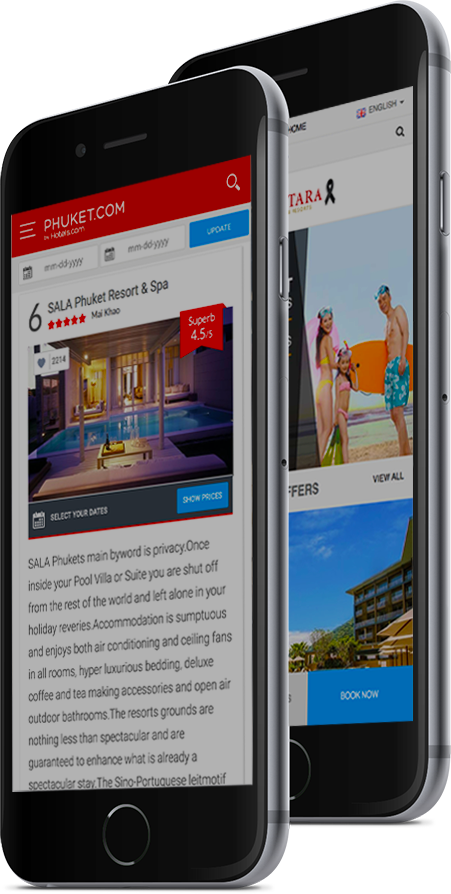 PHUKET.COM
by Hotels.com
mm-dd-yyyy
mm-dd-yyyy
UPDATE
6
SALA Phuket Resort & Spa
Mai Khao
Superb
4.5/5
2214
SELECT YOUR DATES
SHOW PRICES
SALA Phukets main byword is privacy.Once
inside your Pool Villa or Suite you are shut off
from the rest of the world and left alone in your
holiday reveries.Accommodation is sumptuous
and enjoys both air conditioning and ceiling fans
in all rooms, hyper luxurious bedding, deluxe
coffee and tea making accessories and open air
outdoor bathrooms.The resorts grounds are
nothing less than spectacular and are
guaranteed to enhance what is already a
spectacular stay.The Sino-Portuguese leitmotif
HOME
ENGLISH
TARA
RESORTS
FFERS
VIEW ALL
S
BOOK NOW